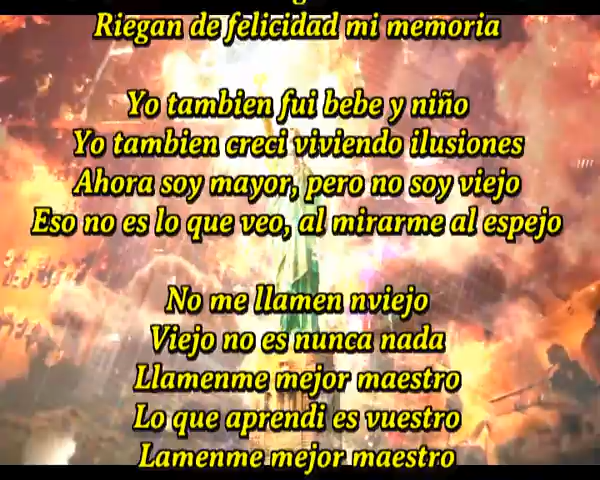 Riegan de felicidad mi memoria
Yo tambien fui bebe y niño
Yo tambien creci viviendo ilusiones
Ahora soy mayor, pero no soy viejo
Eso no es lo que veo, al mirarme al espejo
No me llamen nviejo
Viejo no es nunca nada
Llamenme mejor maestro
Lo que aprendi es vuestro
Lamenme mejor maestro